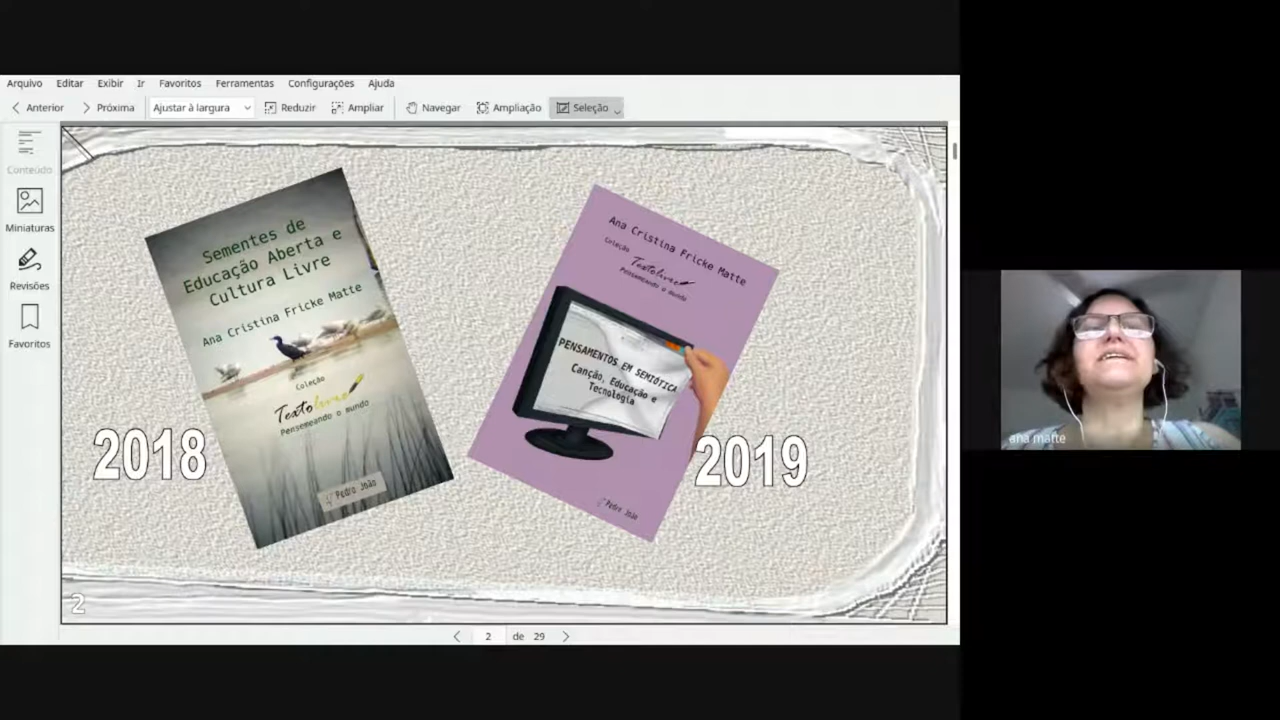 Arquivo Editar Exibir Ir Favoritos Ferramentas Configurações Ajuda
Anterior Próxima Ajustar à largura Reduzir Ampliar Navegar Ampliação Seleção
Conteúdo
Miniaturas
Revisões
Favoritos
Sementes de
Educação Aberta e
Cultura Livre
Ana Cristina Fricke Matte
Coleção
Textolivre
Pensemeando o mundo
Pedro João
2018
Ana Cristina Fricke Matte
Coleção
Textolivre
Pensemeando o mundo
PENSAMENTOS EM SEMIÓTICA
Canção, Educação e
Tecnologia
Pedro João
2019
2
2 de 29
ana matte